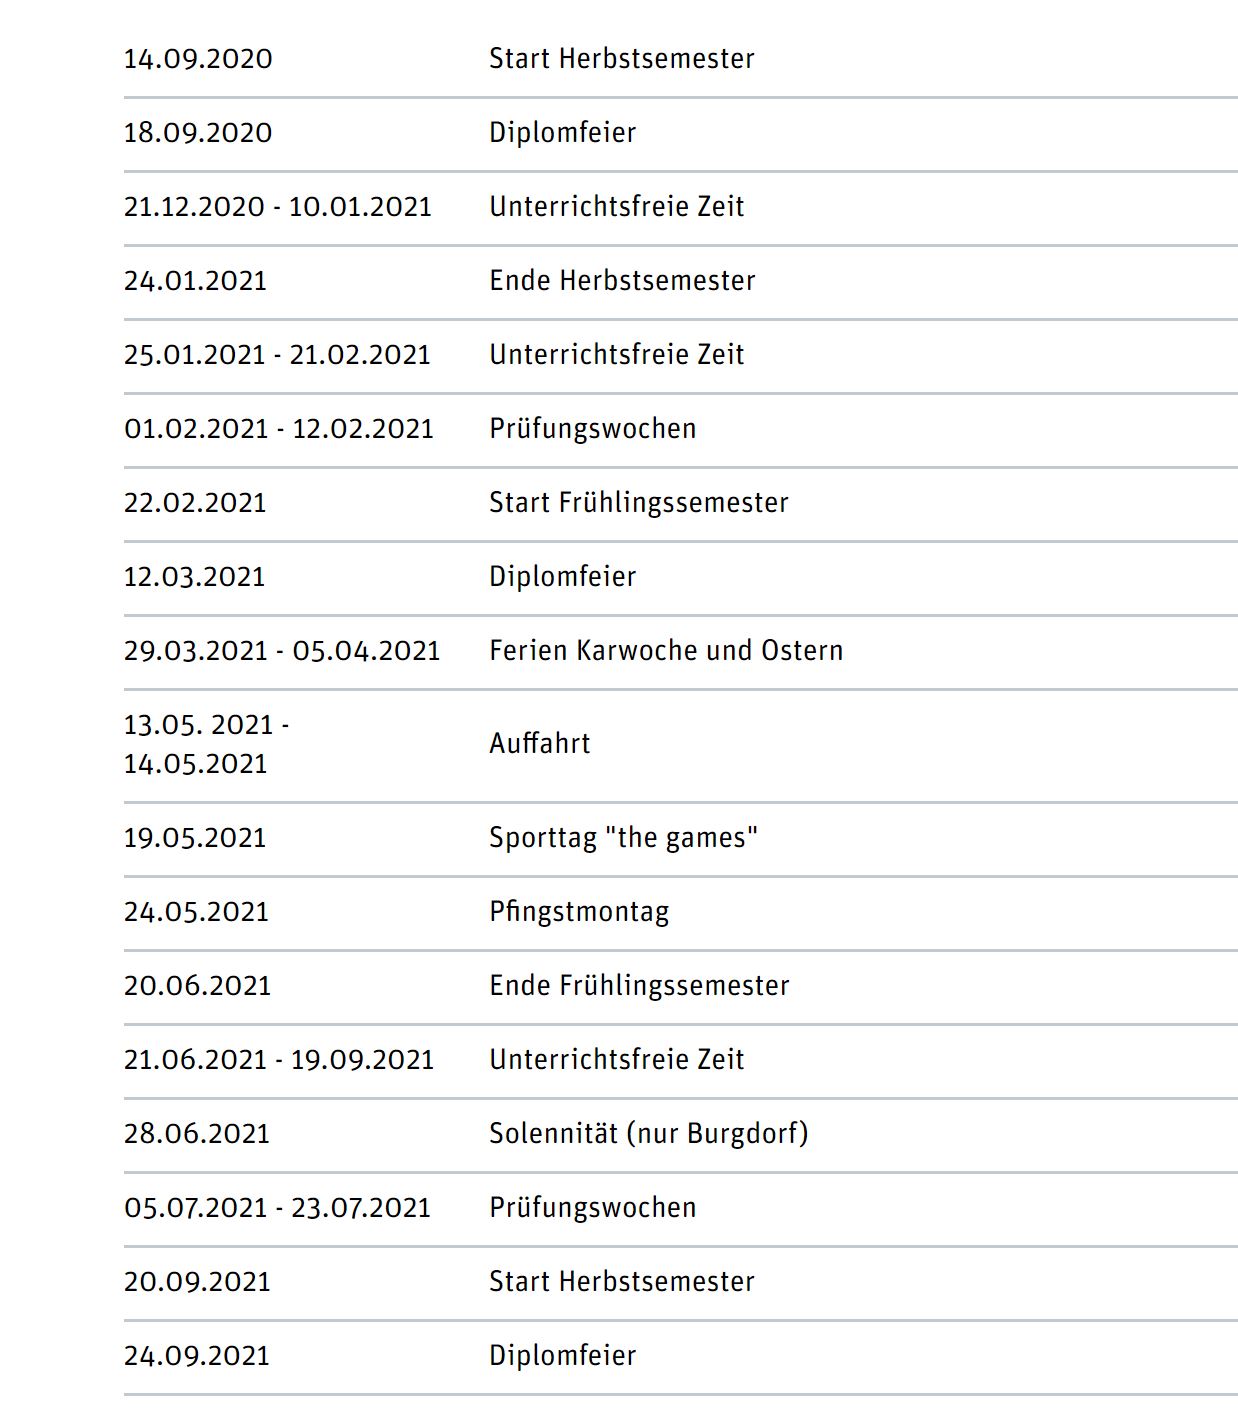 14.09.2020 Start Herbstsemester
18.09.2020 Diplomfeier
21.12.2020 - 10.01.2021 Unterrichtsfreie Zeit
24.01.2021 Ende Herbstsemester
25.01.2021 - 21.02.2021 Unterrichtsfreie Zeit
01.02.2021 - 12.02.2021 Prüfungswochen
22.02.2021 Start Frühlingssemester
12.03.2021 Diplomfeier
29.03.2021 - 05.04.2021 Ferien Karwoche und Ostern
13.05. 2021 -
14.05.2021
Auffahrt
19.05.2021 Sporttag "the games"
24.05.2021 Pfingstmontag
20.06.2021 Ende Frühlingssemester
21.06.2021 - 19.09.2021 Unterrichtsfreie Zeit
28.06.2021 Solennität (nur Burgdorf)
05.07.2021 - 23.07.2021 Prüfungswochen
20.09.2021 Start Herbstsemester
24.09.2021 Diplomfeier